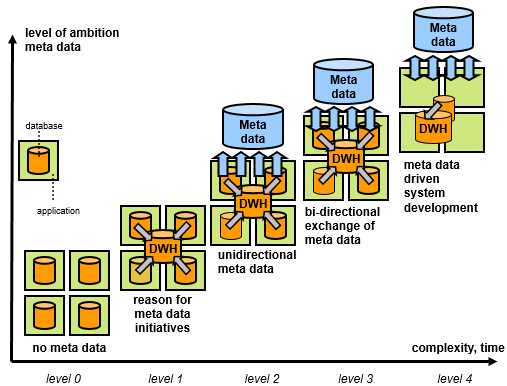 level of ambition
meta data
database
application
no meta data
DWH
reason for
meta data
initiatives
Meta
data
DWH
unidirectional
meta data
Meta
data
DWH
bi-directional
exchange of
meta data
Meta
data
DWH
meta data
driven
system
development
complexity, time
level 0
level 1
level 2
level 3
level 4